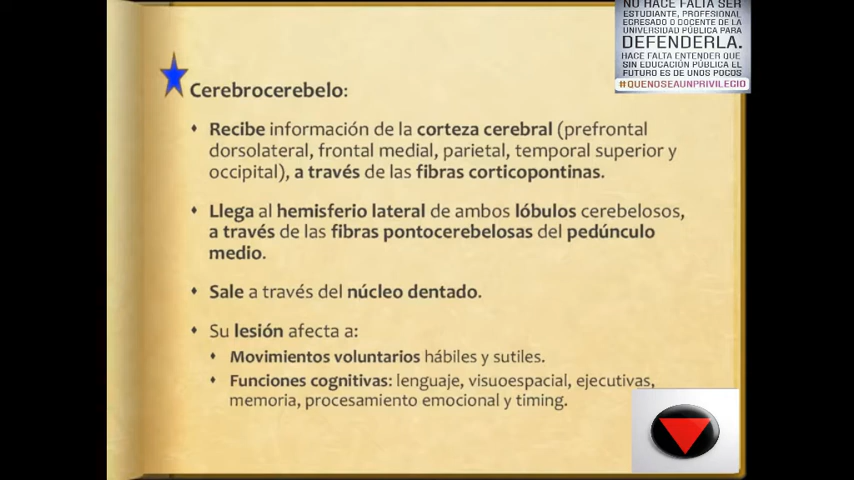 NO HACE FALTA SER
ESTUDIANTE, PROFESIONAL
EGRESADO O DOCENTE DE LA
UNIVERSIDAD PÚBLICA PARA
DEFENDERLA.
HACE FALTA ENTENDER QUE
SIN EDUCACIÓN PÚBLICA EL
FUTURO ES DE UNOS POCOS
#QUENOSEAUNPRIVILEGIO
Cerebrocerebelo:
Recibe información de la corteza cerebral (prefrontal
dorsolateral, frontal medial, parietal, temporal superior y
occipital), a través de las fibras corticopontinas.
Llega al hemisferio lateral de ambos lóbulos cerebelosos,
a través de las fibras pontocerebelosas del pedúnculo
medio.
Sale a través del núcleo dentado.
Su lesión afecta a:
Movimientos voluntarios hábiles y sutiles.
Funciones cognitivas: lenguaje, visuoespacial, ejecutivas,
memoria, procesamiento emocional y timing.